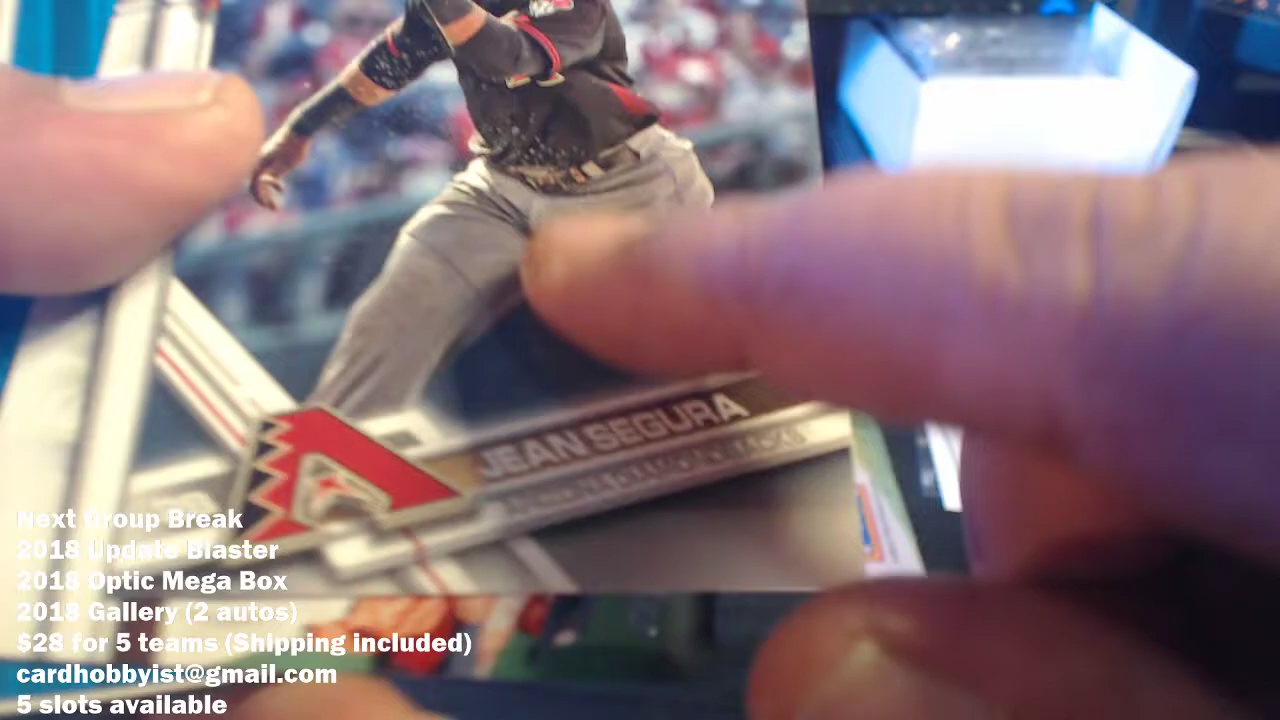 JEAN SEGURA
Next Group Break
2018 Update Blaster
2018 Optic Mega Box
2018 Gallery (2 autos)
$28 for 5 teams (Shipping included)
cardhobbyist@gmail.com
5 slots available